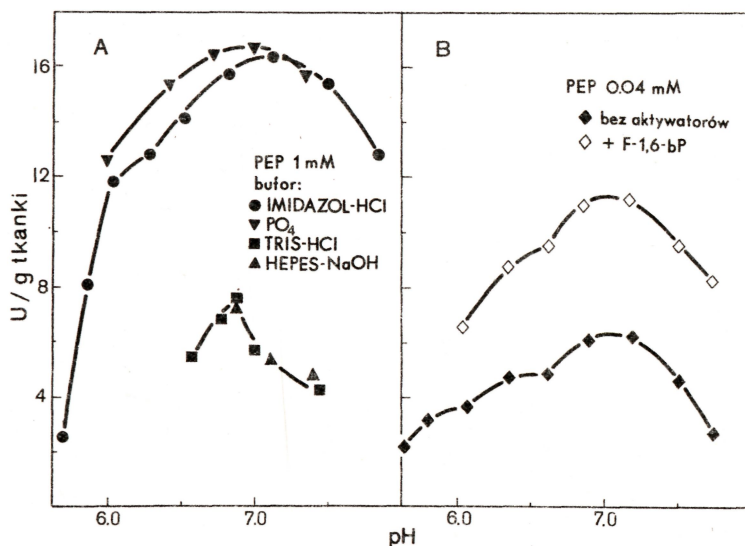 A
B
U/g tkanki
16
12
8
4
PEP 1 mM
bufor:
IMIDAZOL-HCl
PO₄
TRIS-HCl
HEPES-NaOH
PEP 0.04 mM
bez aktywatorów
+ F-1,6-bP
6.0
7.0
6.0
7.0
pH